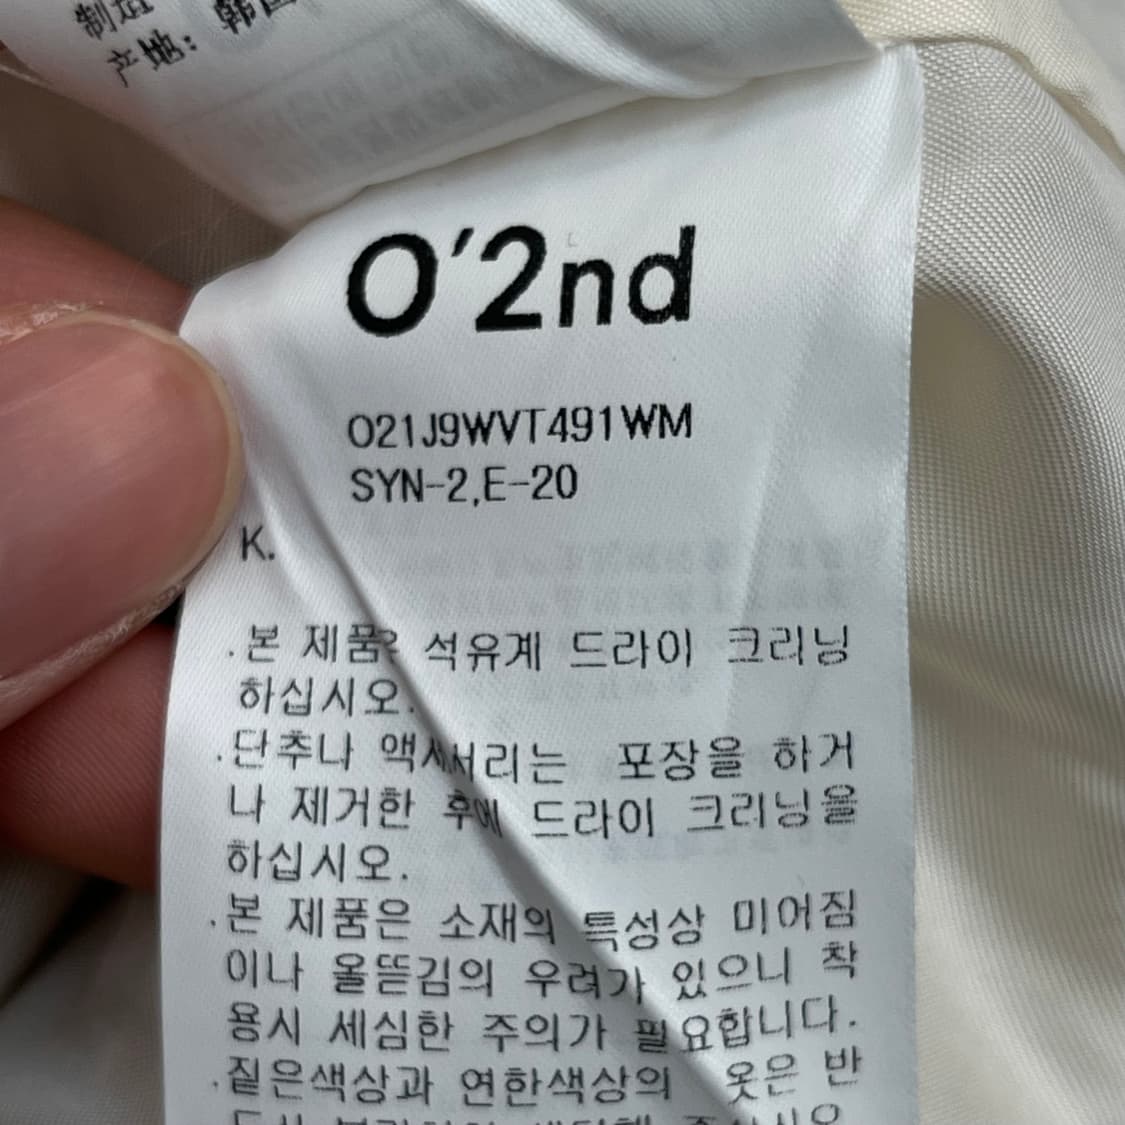 制造
产地: 韩国
O'2nd
O21J9WVT491WM
SYN-2,E-20
K.
.본 제품은 석유계 드라이 크리닝
하십시오.
.단추나 액세서리는 포장을 하거
나 제거한 후에 드라이 크리닝을
하십시오.
.본 제품은 소재의 특성상 미어짐
이나 올뜯김의 우려가 있으니 착
용시 세심한 주의가 필요합니다.
.짙은색상과 연한색상의 옷은 반